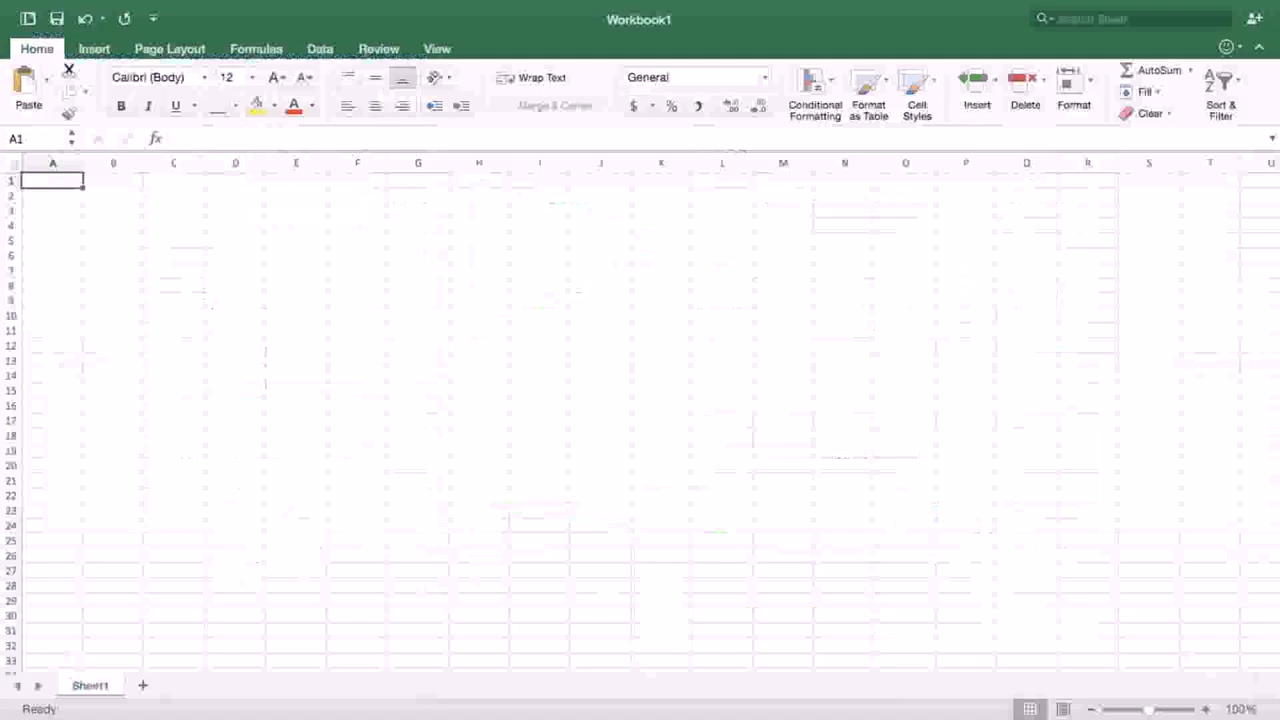 Workbook1
Search Sheet
Home Insert Page Layout Formulas Data Review View
Calibri (Body) 12 General
Wrap Text
AutoSum
Fill
Clear
Paste
B I U
Merge & Center
$ %
Conditional Formatting
Format as Table
Cell Styles
Insert
Delete
Format
Sort & Filter
A1 fx
A B C D E F G H I J K L M N O P Q R S T U
1
2
3
4
5
6
7
8
9
10
11
12
13
14
15
16
17
18
19
20
21
22
23
24
25
26
27
28
29
30
31
32
33
Sheet1
Ready 100%